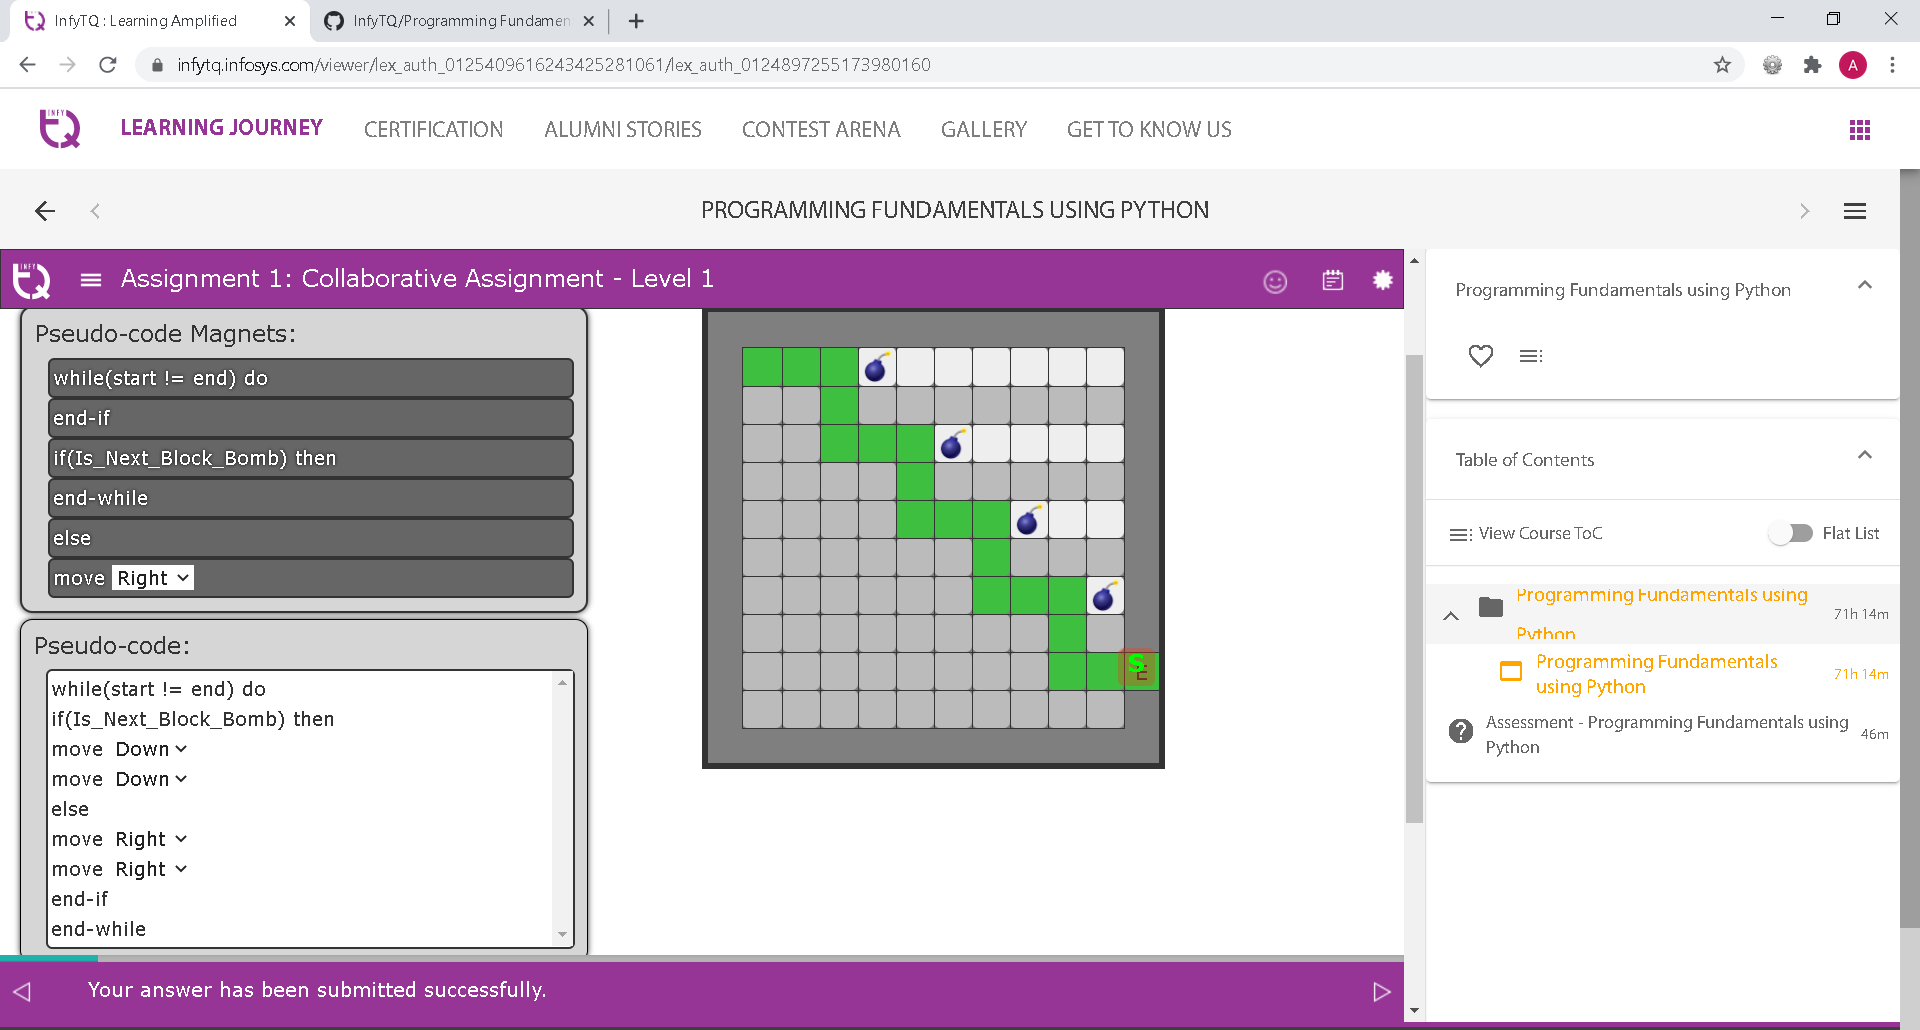 InfyTQ : Learning Amplified
InfyTQ/Programming Fundamen
infytq.infosys.com/viewer/lex_auth_0125409616243425281061/lex_auth_0124897255173980160
A
INFY
TQ
LEARNING JOURNEY
CERTIFICATION
ALUMNI STORIES
CONTEST ARENA
GALLERY
GET TO KNOW US
PROGRAMMING FUNDAMENTALS USING PYTHON
INFY
TQ
Assignment 1: Collaborative Assignment - Level 1
Pseudo-code Magnets:
while(start != end) do
end-if
if(Is_Next_Block_Bomb) then
end-while
else
move Right
Pseudo-code:
while(start != end) do
if(Is_Next_Block_Bomb) then
move Down
move Down
else
move Right
move Right
end-if
end-while
S
E
Your answer has been submitted successfully.
Programming Fundamentals using Python
Table of Contents
View Course ToC
Flat List
Programming Fundamentals using
Python
71h 14m
Programming Fundamentals
using Python
71h 14m
Assessment - Programming Fundamentals using
Python
46m